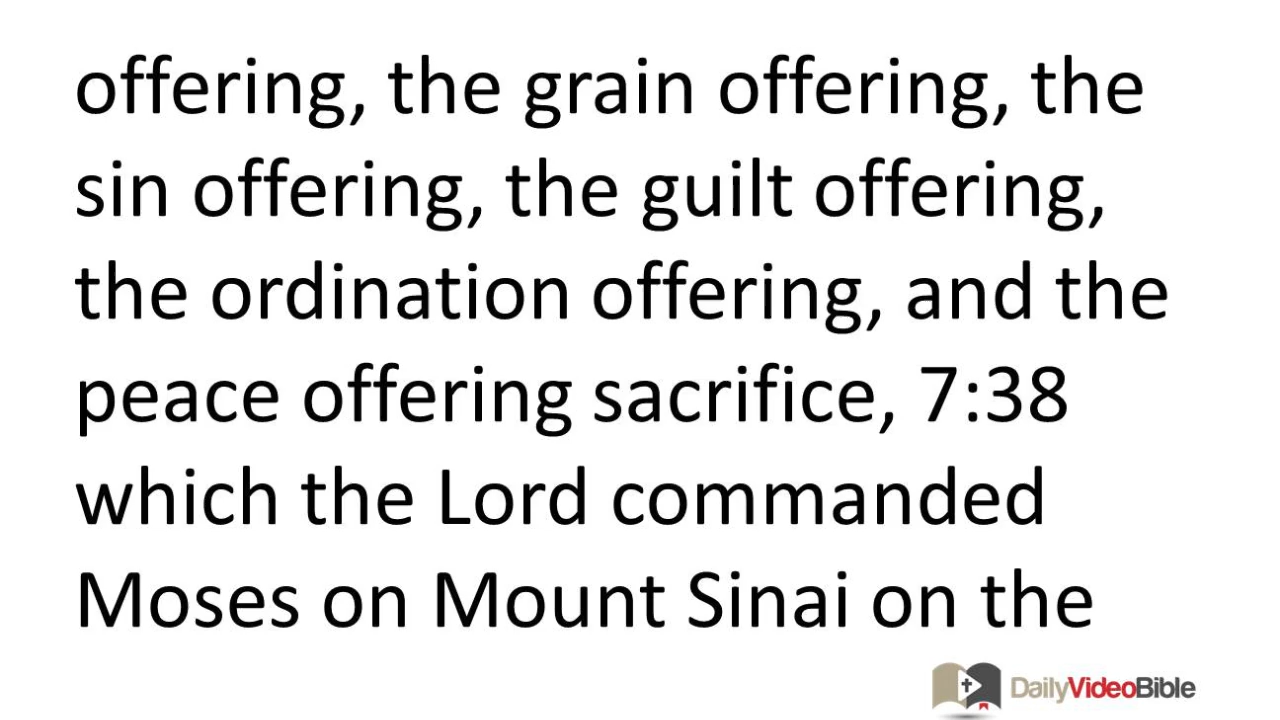 offering, the grain offering, the
sin offering, the guilt offering,
the ordination offering, and the
peace offering sacrifice, 7:38
which the Lord commanded
Moses on Mount Sinai on the
DailyVideoBible